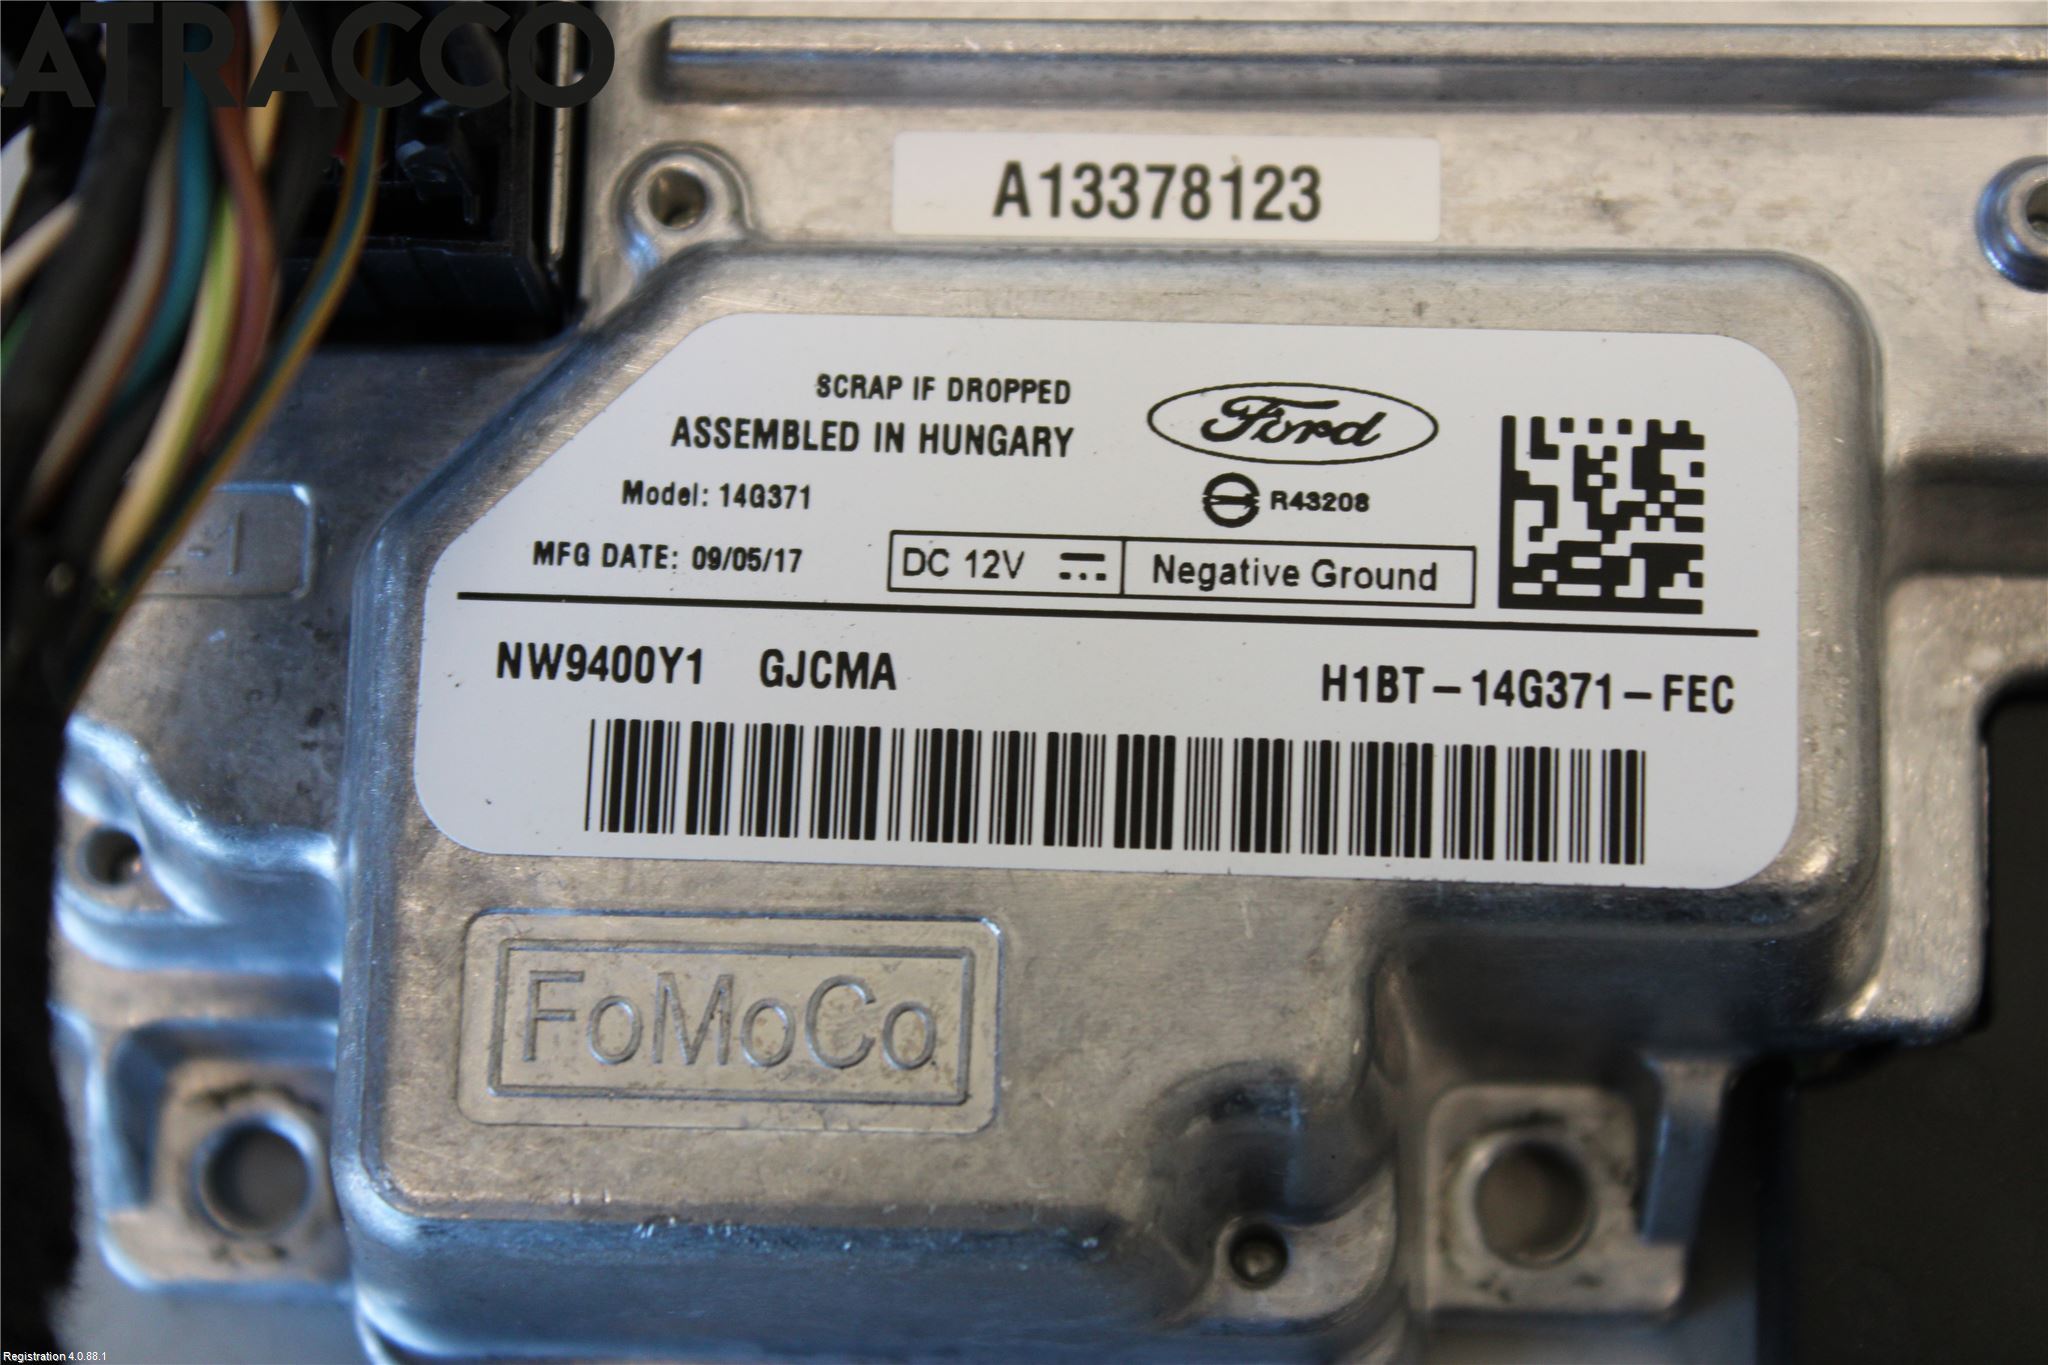 ATRACCO
A13378123
SCRAP IF DROPPED
ASSEMBLED IN HUNGARY
Ford
Model: 14G371
R43208
MFG DATE: 09/05/17
DC 12V
Negative Ground
NW9400Y1 GJCMA H1BT-14G371-FEC
FoMoCo
Registration 4.0.88.1